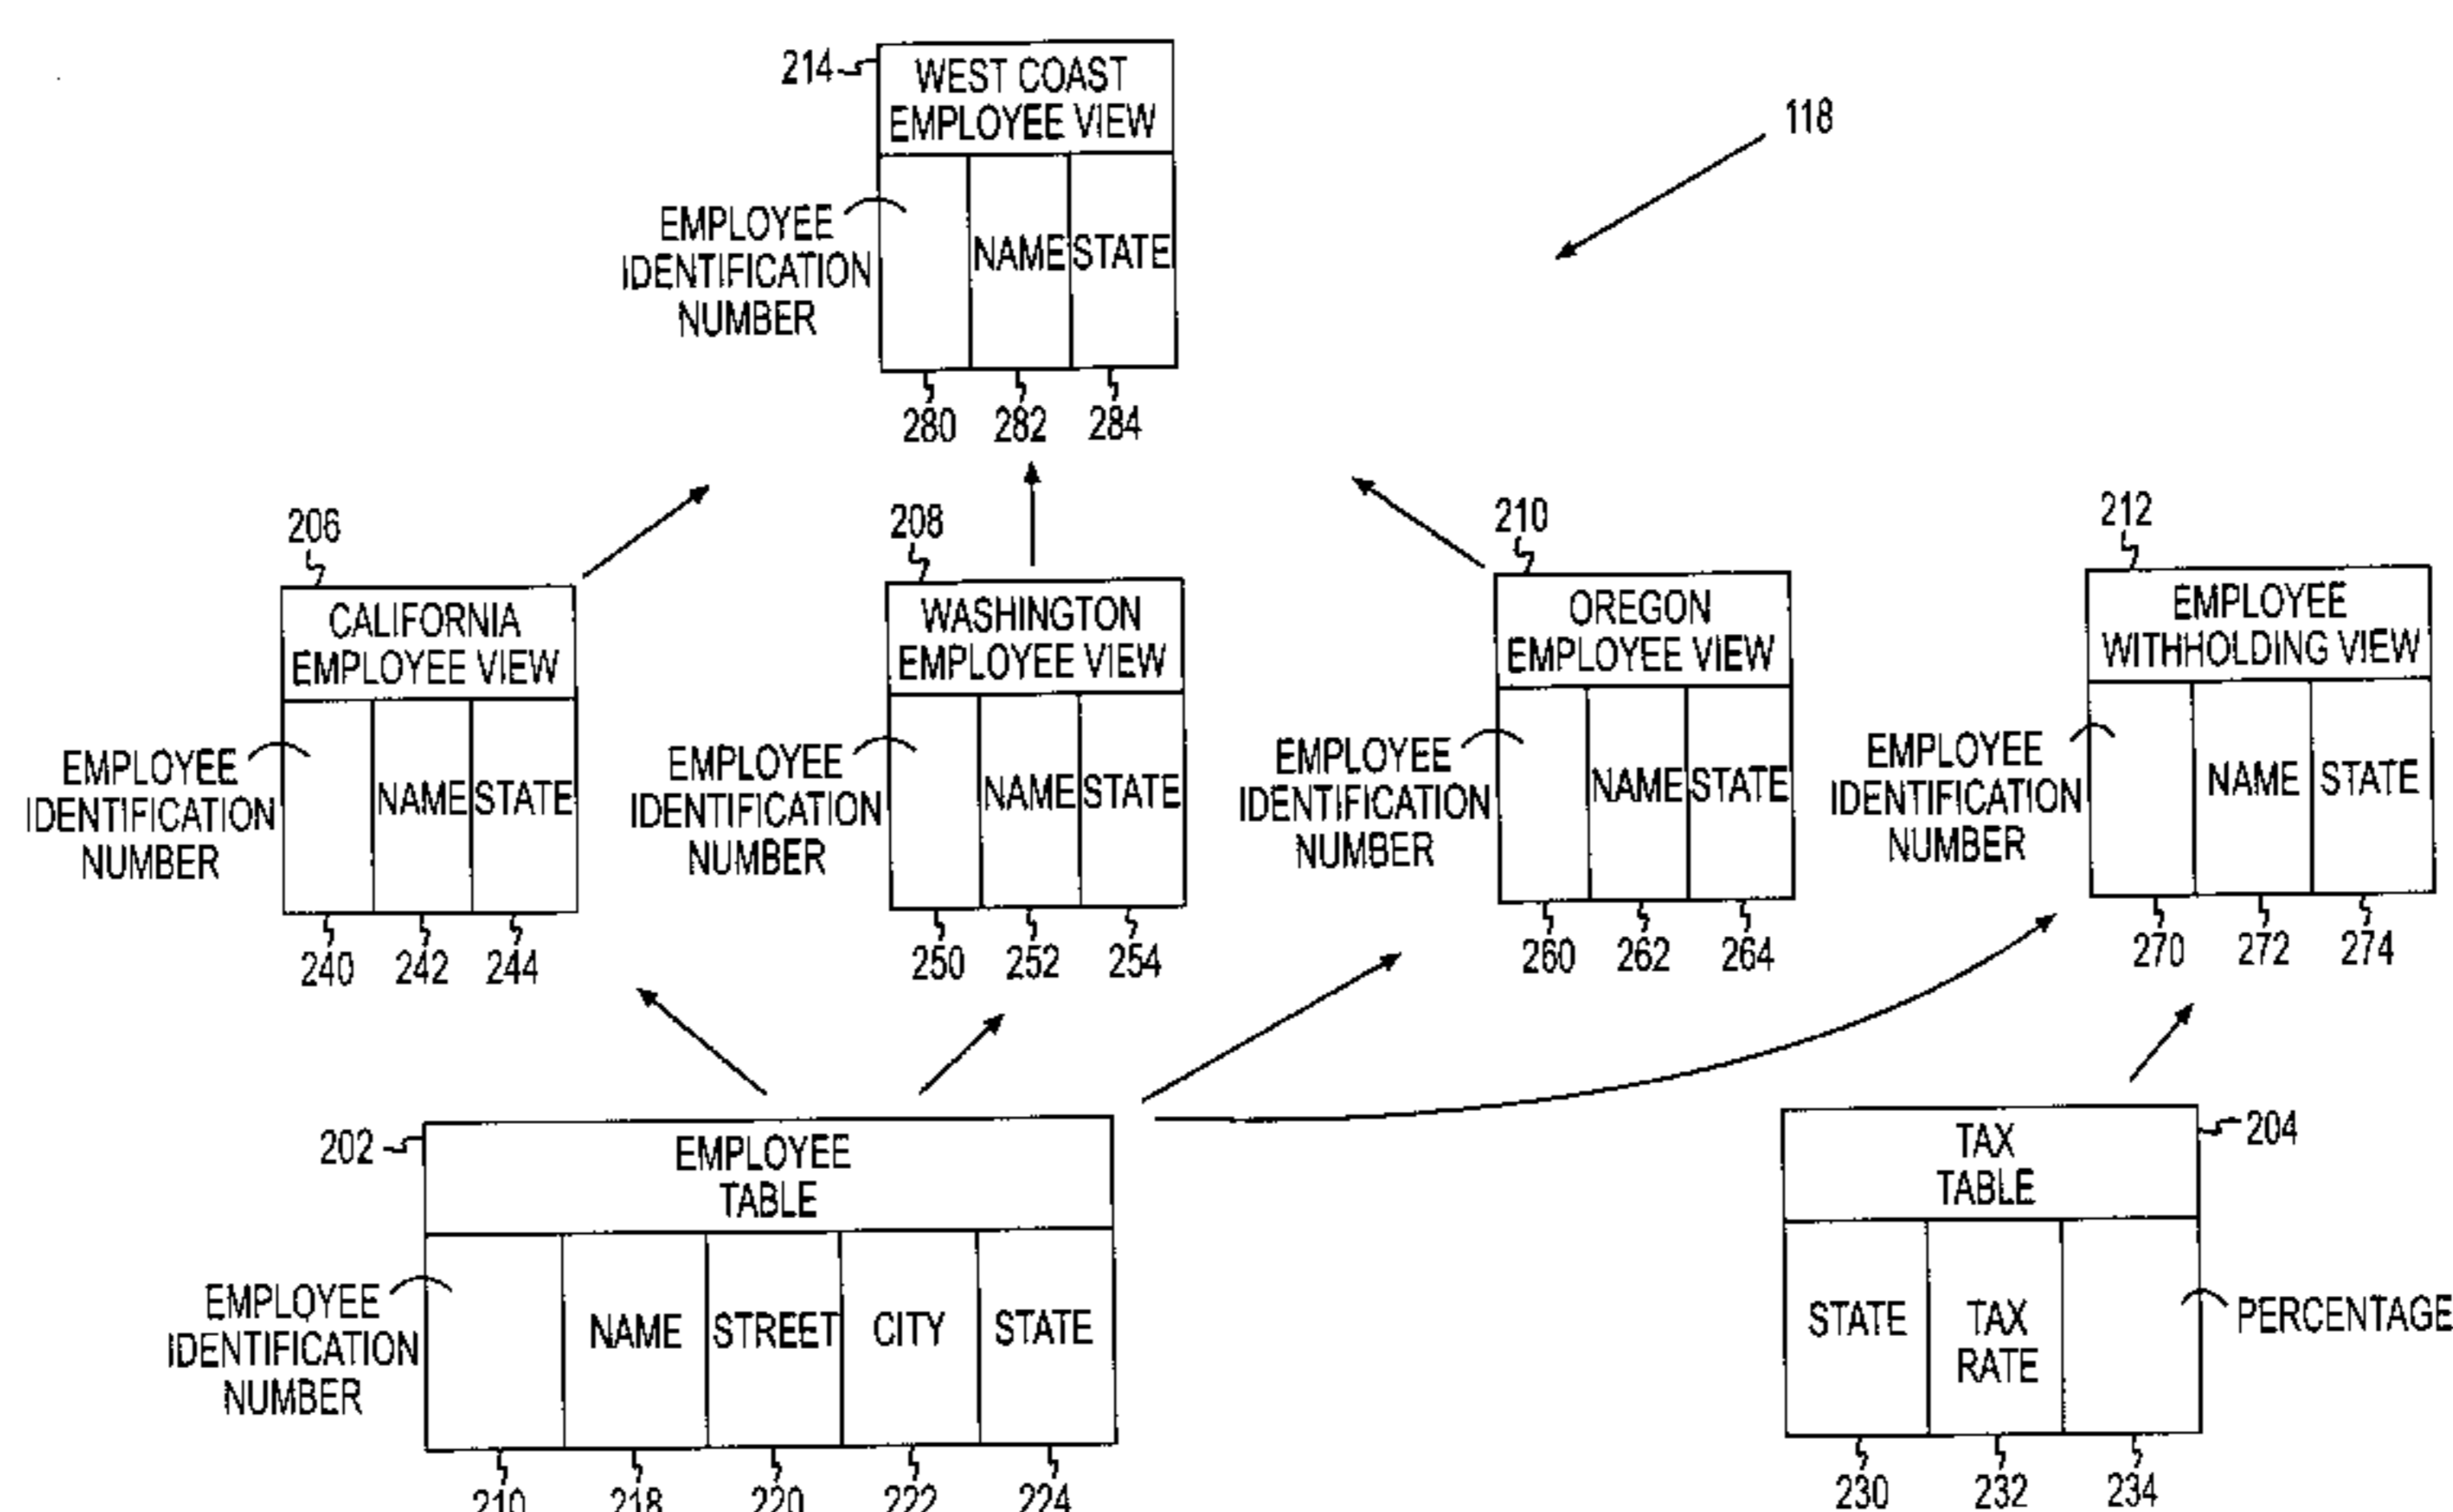 214
WEST COAST
EMPLOYEE VIEW
118
EMPLOYEE
IDENTIFICATION
NUMBER
NAME
STATE
280 282 284
206
CALIFORNIA
EMPLOYEE VIEW
EMPLOYEE
IDENTIFICATION
NUMBER
NAME
STATE
240 242 244
208
WASHINGTON
EMPLOYEE VIEW
EMPLOYEE
IDENTIFICATION
NUMBER
NAME
STATE
250 252 254
210
OREGON
EMPLOYEE VIEW
EMPLOYEE
IDENTIFICATION
NUMBER
NAME
STATE
260 262 264
212
EMPLOYEE
WITHHOLDING VIEW
EMPLOYEE
IDENTIFICATION
NUMBER
NAME
STATE
270 272 274
202
EMPLOYEE
TABLE
EMPLOYEE
IDENTIFICATION
NUMBER
NAME
STREET
CITY
STATE
210 218 220 222 224
204
TAX
TABLE
STATE
TAX
RATE
PERCENTAGE
230 232 234